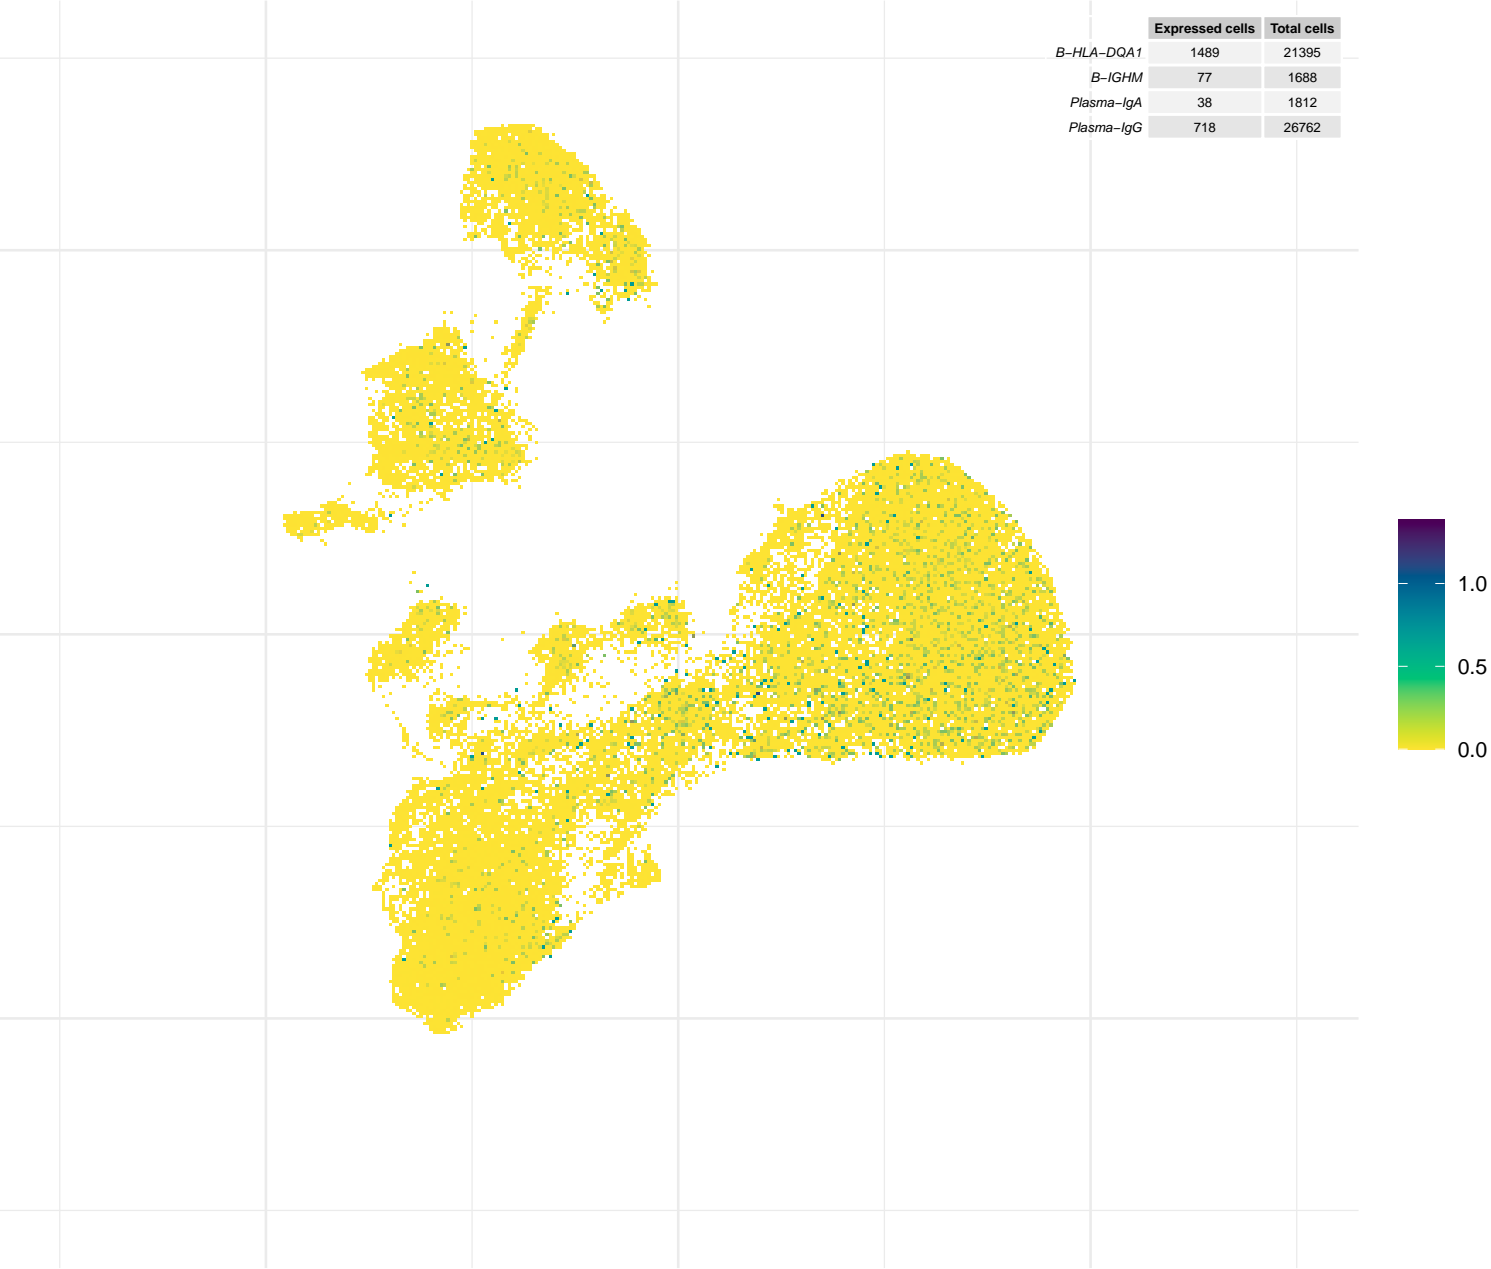 Expressed cells Total cells
B−HLA−DQA1 1489 21395
B−IGHM 77 1688
Plasma−IgA 38 1812
Plasma−IgG 718 26762
1.0
0.5
0.0